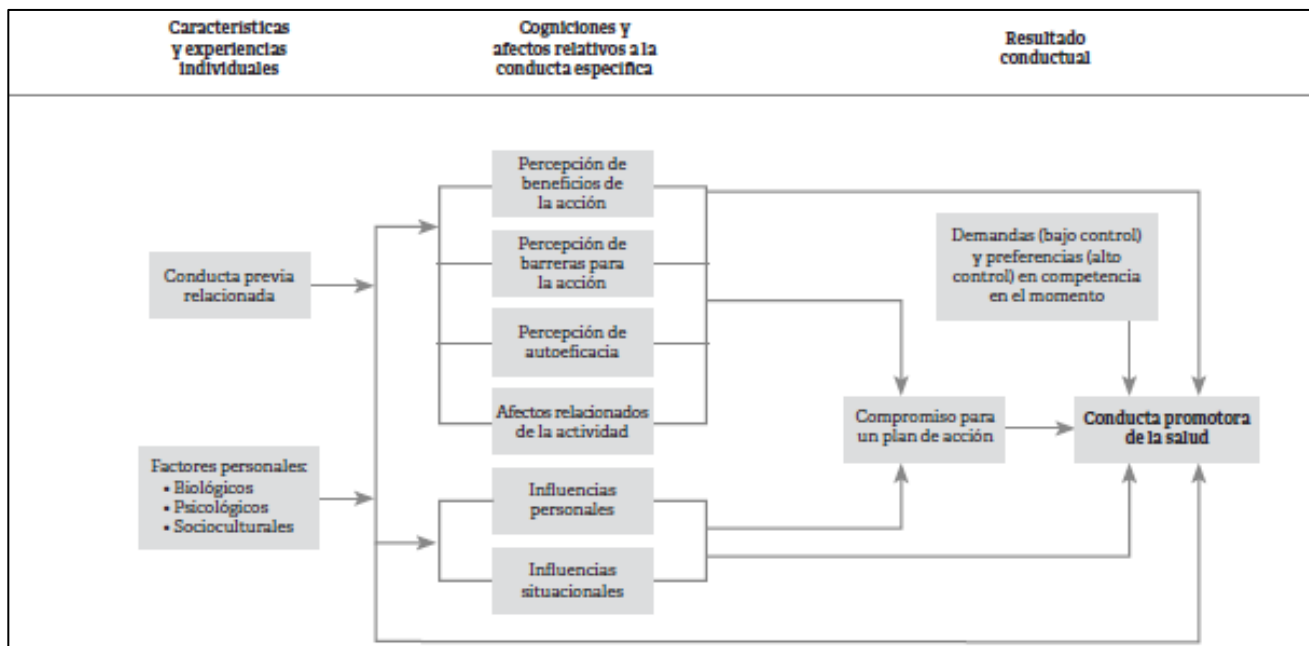 Características
y experiencias
individuales
Cogniciones y
afectos relativos a la
conducta específica
Resultado
conductual
Conducta previa
relacionada
Factores personales:
• Biológicos
• Psicológicos
• Socioculturales
Percepción de
beneficios de
la acción
Percepción de
barreras para
la acción
Percepción de
autoeficacia
Afectos relacionados
de la actividad
Influencias
personales
Influencias
situacionales
Demandas (bajo control)
y preferencias (alto
control) en competencia
en el momento
Compromiso para
un plan de acción
Conducta promotora
de la salud